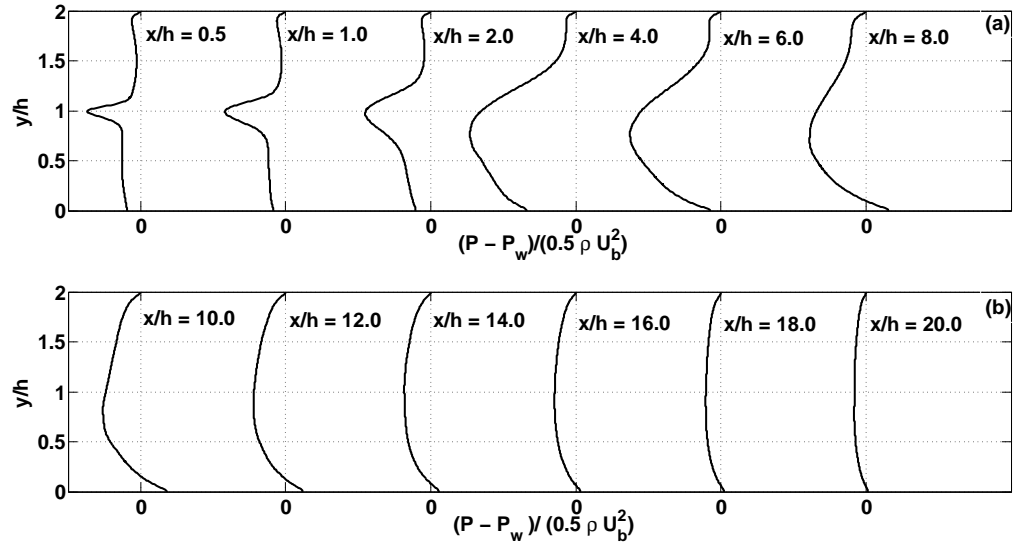 2
(a)
x/h = 0.5 x/h = 1.0 x/h = 2.0 x/h = 4.0 x/h = 6.0 x/h = 8.0
1.5
y/h
1
0.5
0
0 0 0 0 0 0
(P − P_w)/(0.5 ρ U_b^2)
2
(b)
x/h = 10.0 x/h = 12.0 x/h = 14.0 x/h = 16.0 x/h = 18.0 x/h = 20.0
1.5
y/h
1
0.5
0
0 0 0 0 0 0
(P − P_w )/ (0.5 ρ U_b^2)